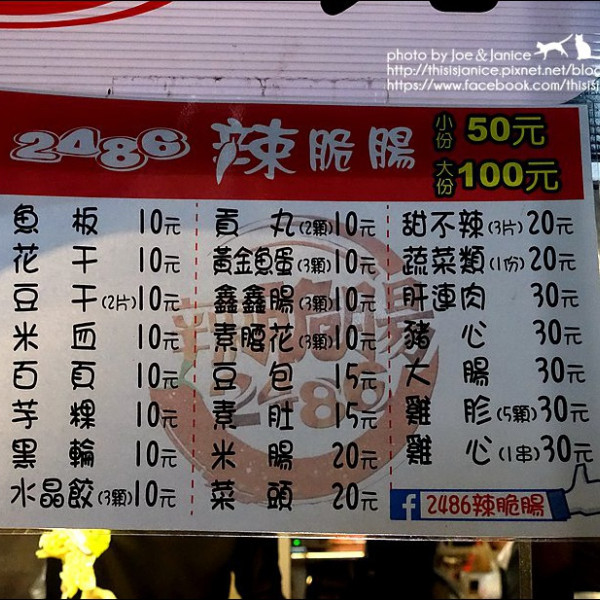 photo by Joe & Janice
http://thisisjanice.pixnet.net/blo
https://www.facebook.com/thisisj
2486 辣脆腸 小份 50元
大份 100元
魚板 10元
花干 10元
豆干(2片)10元
米血 10元
百頁 10元
芋粿 10元
黑輪 10元
水晶餃(3顆)10元
貢丸(2顆)10元
黃金魚蛋(3顆)10元
鑫鑫腸(3顆)10元
素腰花(3顆)10元
豆包 15元
素肚 15元
米腸 20元
菜頭 20元
甜不辣(3片)20元
蔬菜類(1份)20元
肝連肉 30元
豬心 30元
大腸 30元
雞胗(5顆)30元
雞心(1串)30元
f 2486辣脆腸
辣脆腸
2486